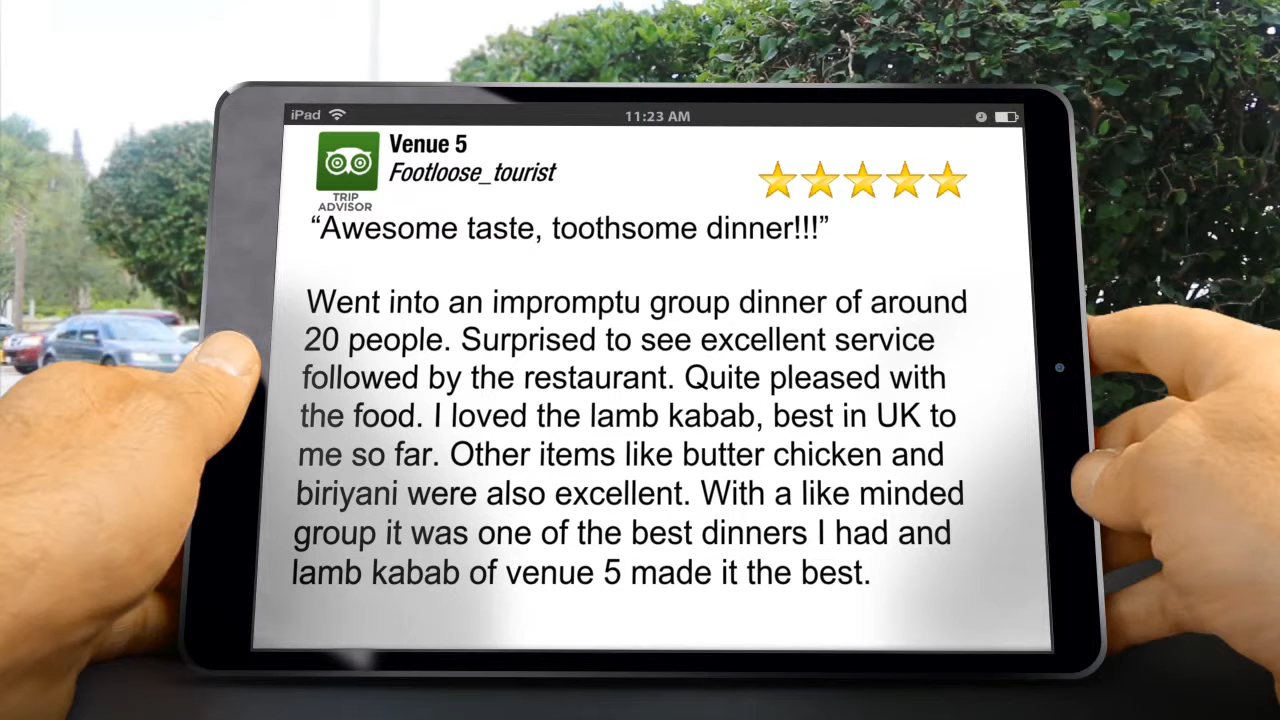 iPad 11:23 AM
Venue 5
Footloose_tourist
TRIP
ADVISOR
“Awesome taste, toothsome dinner!!!”
Went into an impromptu group dinner of around
20 people. Surprised to see excellent service
followed by the restaurant. Quite pleased with
the food. I loved the lamb kabab, best in UK to
me so far. Other items like butter chicken and
biriyani were also excellent. With a like minded
group it was one of the best dinners I had and
lamb kabab of venue 5 made it the best.